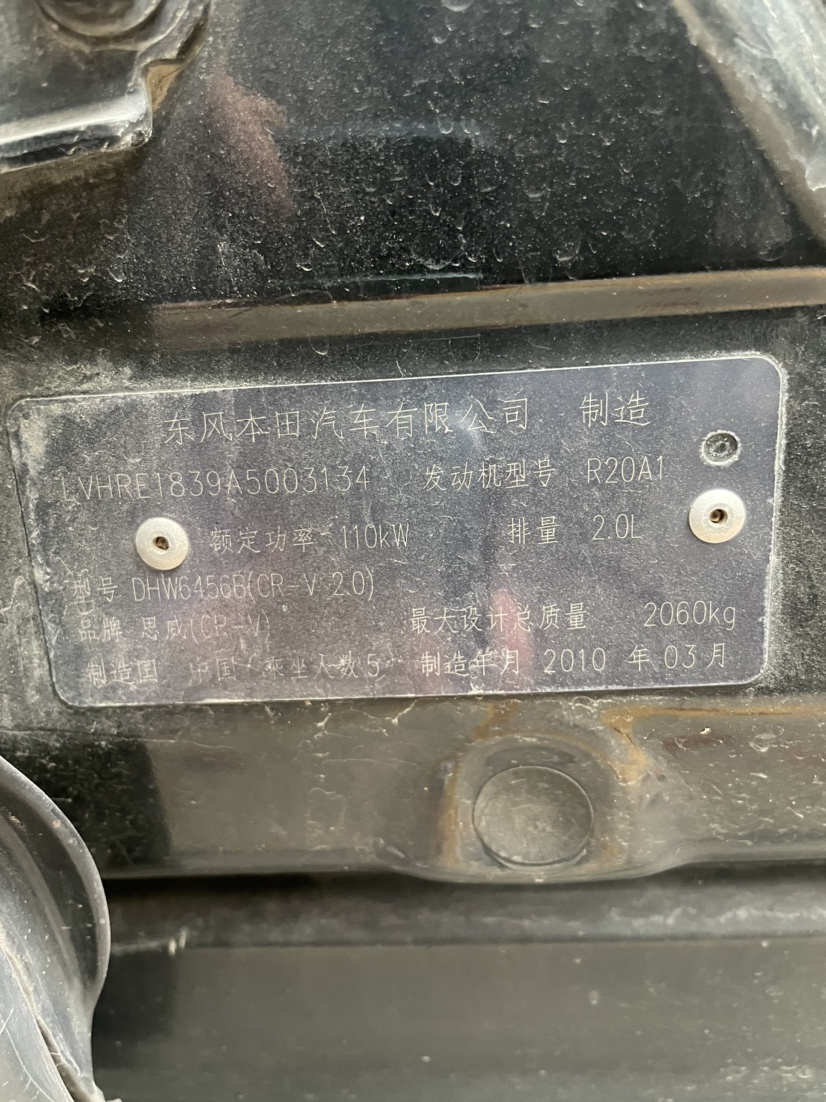 东风本田汽车有限公司 制造
LVHRE1839A5003134 发动机型号 R20A1
额定功率 110kW 排量 2.0L
型号 DHW6456B(CR-V 2.0)
品牌 思威(CR-V) 最大设计总质量 2060kg
制造国 中国 乘坐人数 5 制造年月 2010 年 03 月